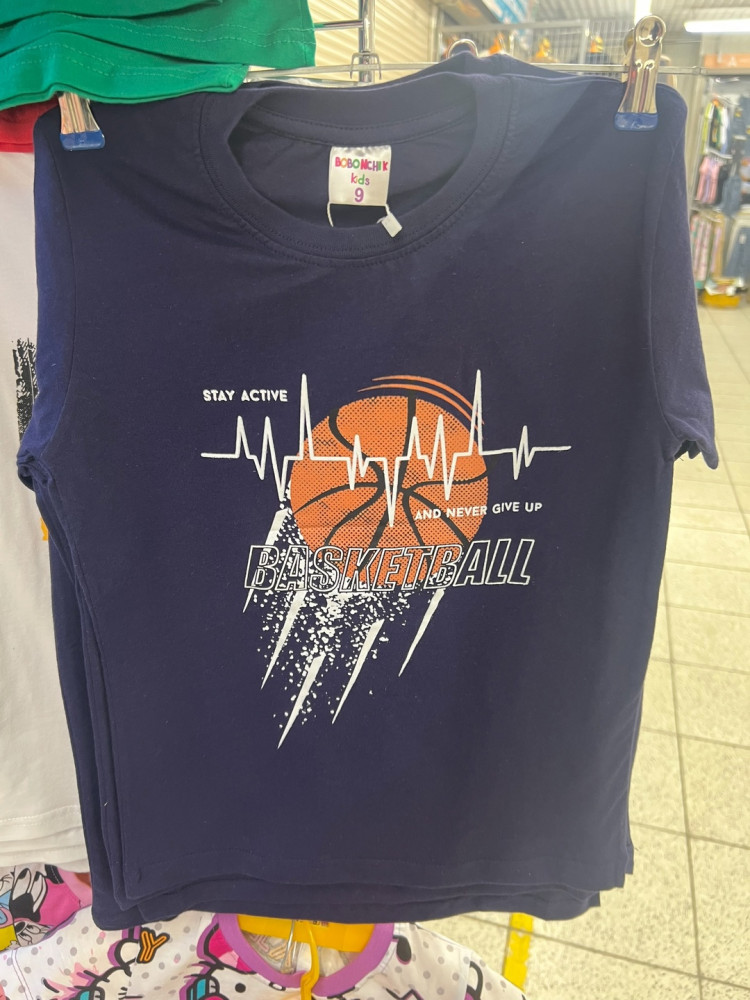 BOBONCHIK
kids
9
STAY ACTIVE
AND NEVER GIVE UP
BASKETBALL